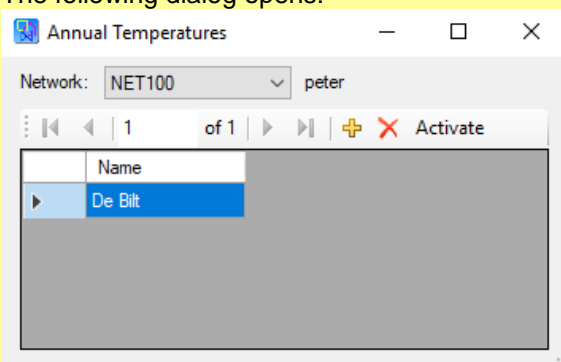 The following dialog opens.
Annual Temperatures
Network: NET100 peter
1 of 1 Activate
Name
De Bilt